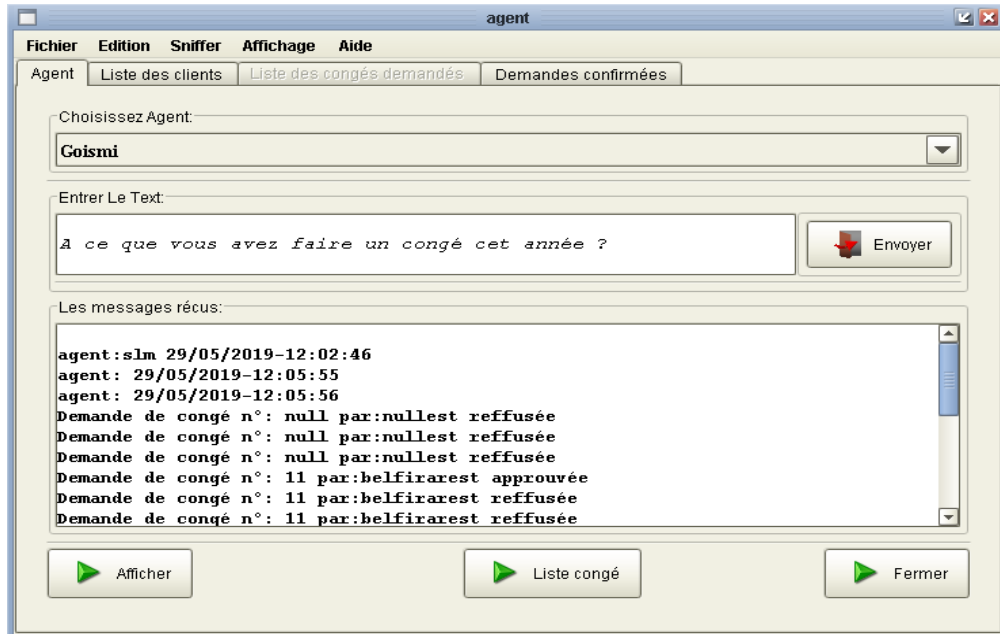 agent
Fichier Edition Sniffer Affichage Aide
Agent Liste des clients Liste des congés demandés Demandes confirmées
Choisissez Agent:
Goismi
Entrer Le Text:
A ce que vous avez faire un congé cet année ?
Envoyer
Les messages récus:
agent:slm 29/05/2019-12:02:46
agent: 29/05/2019-12:05:55
agent: 29/05/2019-12:05:56
Demande de congé n°: null par:nullest reffusée
Demande de congé n°: null par:nullest reffusée
Demande de congé n°: null par:nullest reffusée
Demande de congé n°: 11 par:belfirarest approuvée
Demande de congé n°: 11 par:belfirarest reffusée
Demande de congé n°: 11 par:belfirarest reffusée
Afficher Liste congé Fermer